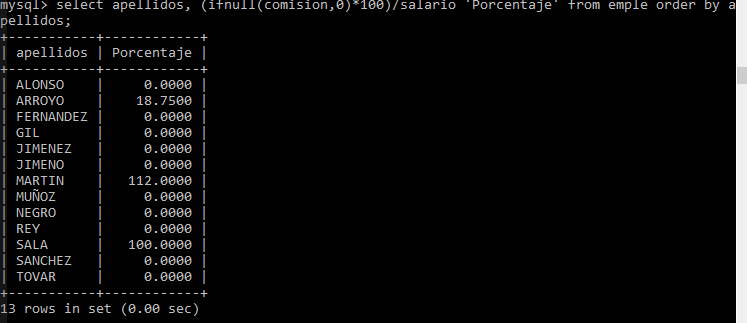 mysql> select apellidos, (ifnull(comision,0)*100)/salario 'Porcentaje' from emple order by a
pellidos;
+-----------+------------+
| apellidos | Porcentaje |
+-----------+------------+
| ALONSO    |     0.0000 |
| ARROYO    |    18.7500 |
| FERNANDEZ |     0.0000 |
| GIL       |     0.0000 |
| JIMENEZ   |     0.0000 |
| JIMENO    |     0.0000 |
| MARTIN    |   112.0000 |
| MUÑOZ     |     0.0000 |
| NEGRO     |     0.0000 |
| REY       |     0.0000 |
| SALA      |   100.0000 |
| SANCHEZ   |     0.0000 |
| TOVAR     |     0.0000 |
+-----------+------------+
13 rows in set (0.00 sec)